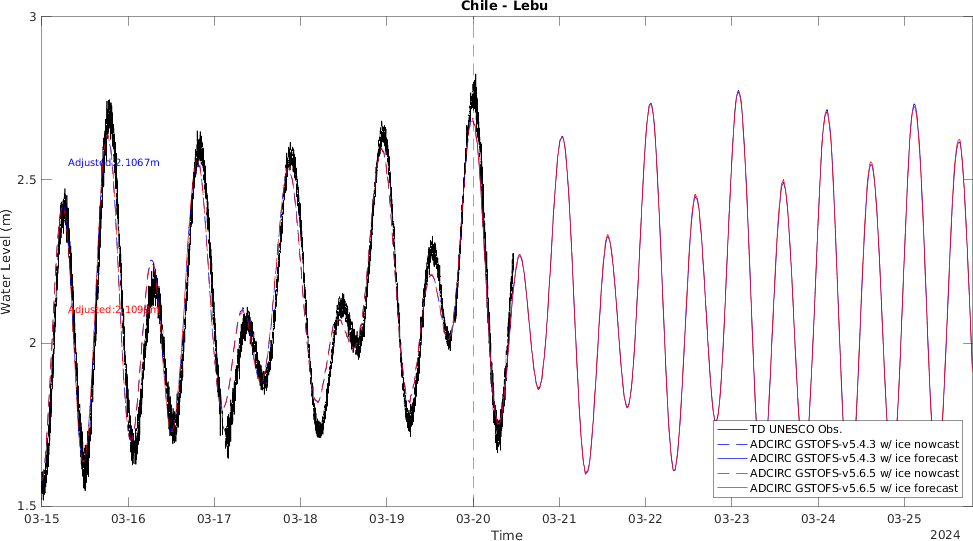 Chile - Lebu
3
2.5
2
1.5
Water Level (m)
Adjusted:2.1067m
03-15
03-16
03-17
03-18
03-19
03-20
03-21
03-22
03-23
03-24
03-25
Time
2024
TD UNESCO Obs.
ADCIRC GSTOFS-v5.4.3 w/ ice nowcast
ADCIRC GSTOFS-v5.4.3 w/ ice forecast
ADCIRC GSTOFS-v5.6.5 w/ ice nowcast
ADCIRC GSTOFS-v5.6.5 w/ ice forecast